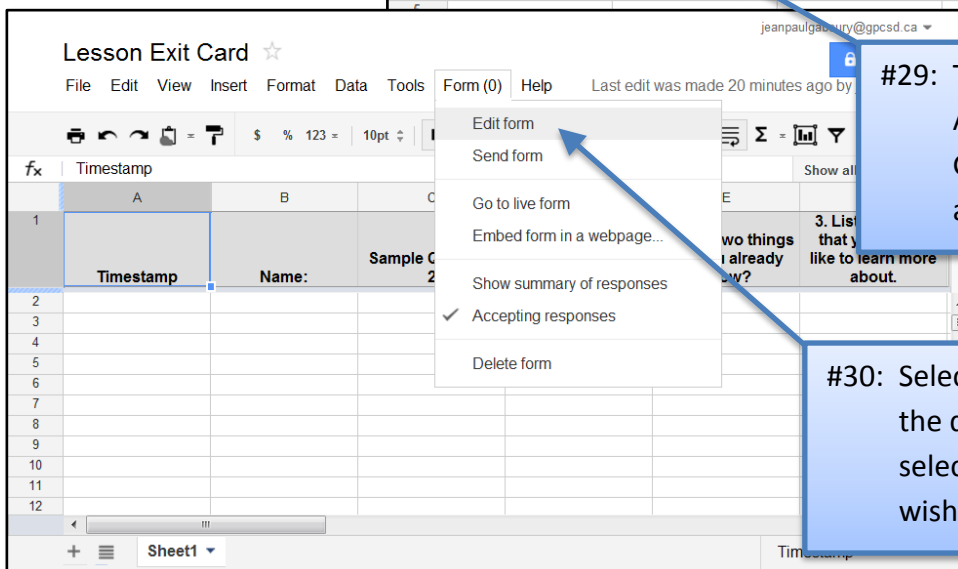 jeanpaulgaboury@gpcsd.ca
Lesson Exit Card
File Edit View Insert Format Data Tools Form (0) Help Last edit was made 20 minutes ago by
$ % 123 10pt Σ
fx Timestamp Show all
A B C E
1 Timestamp Name: Sample 2 wo things already ow? 3. List that y like to learn more about.
2
3
4
5
6
7
8
9
10
11
12
Edit form
Send form
Go to live form
Embed form in a webpage...
Show summary of responses
Accepting responses
Delete form
Sheet1
#29: T
A
a
#30: Selec
the
selec
wish